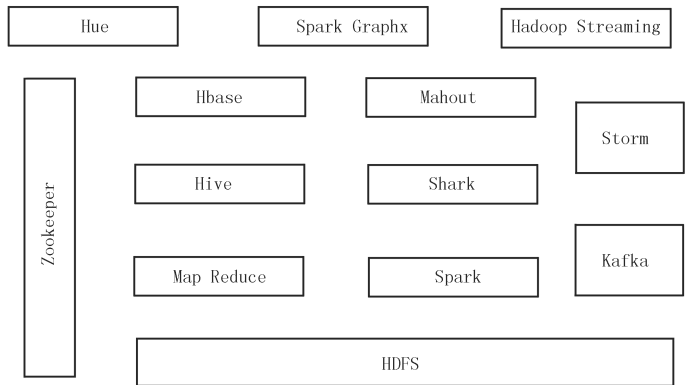 Hue
Spark Graphx
Hadoop Streaming
Hbase
Mahout
Storm
Zookeeper
Hive
Shark
Kafka
Map Reduce
Spark
HDFS